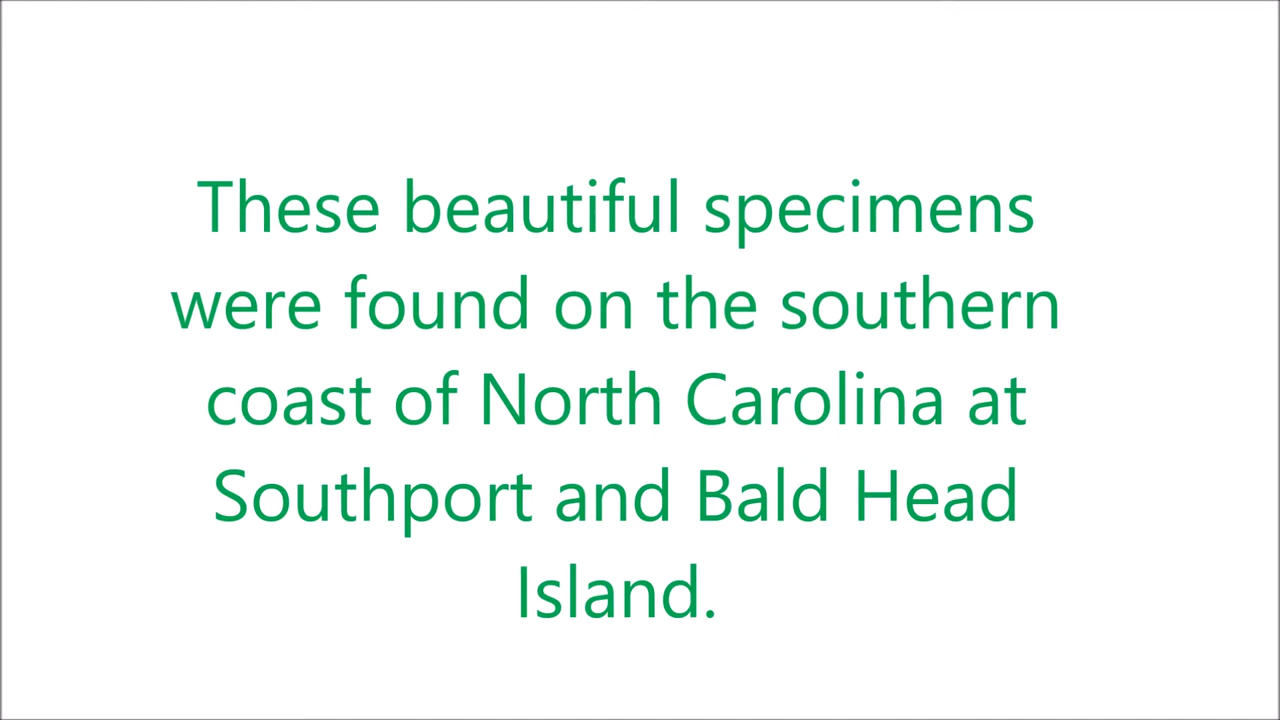 These beautiful specimens
were found on the southern
coast of North Carolina at
Southport and Bald Head
Island.